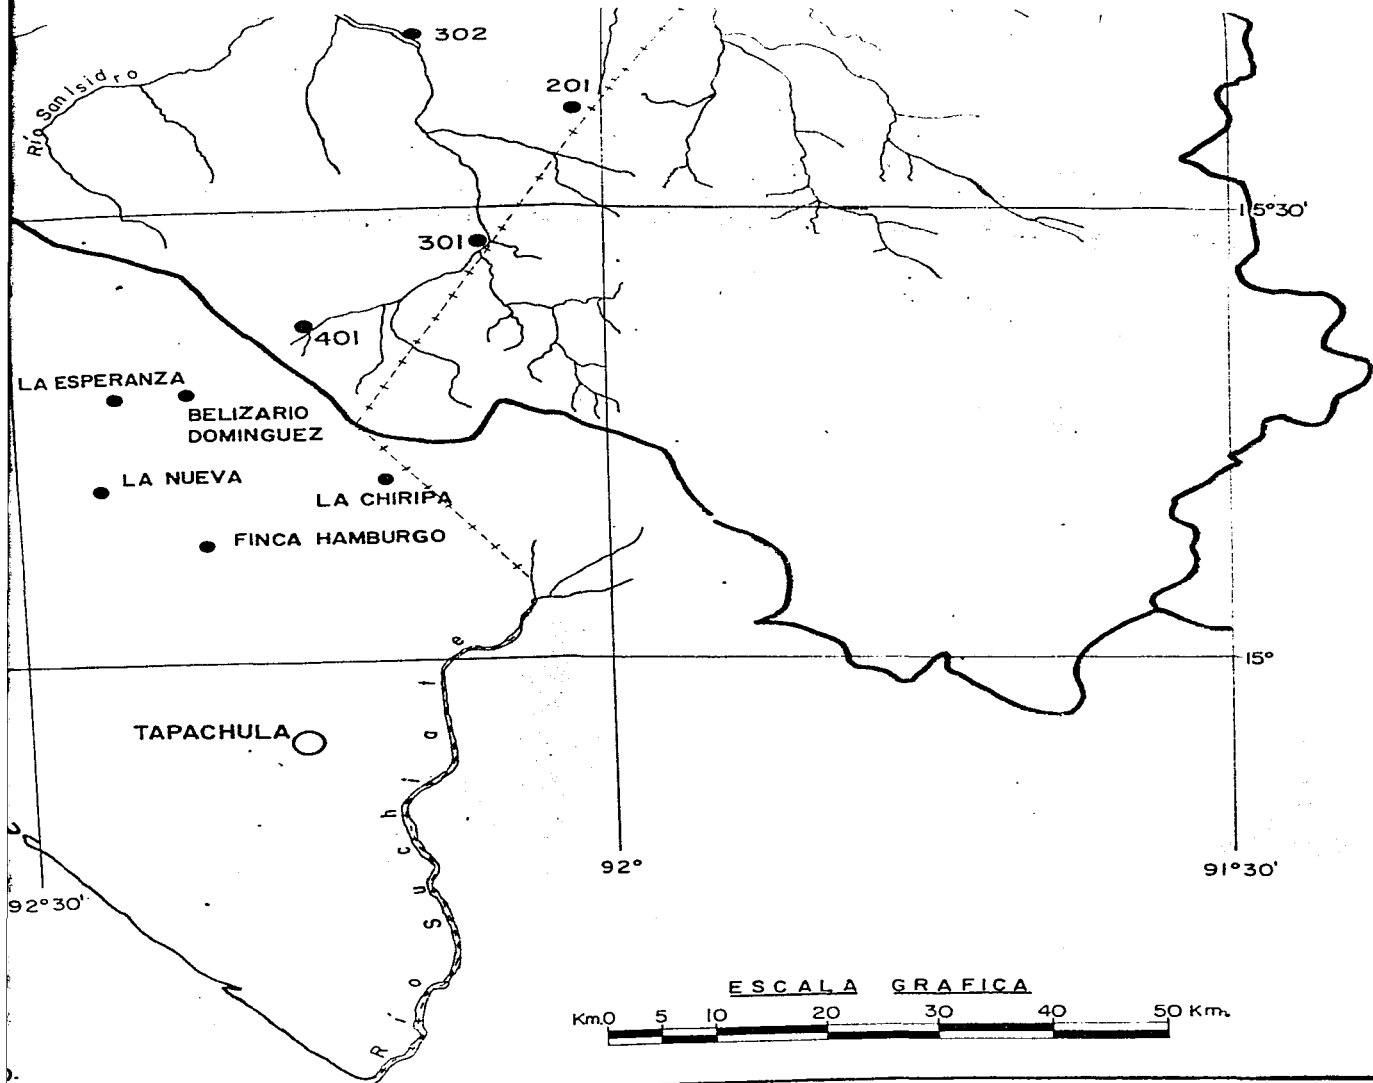 302
201
Río San Isidro
15°30'
301
401
LA ESPERANZA
BELIZARIO
DOMINGUEZ
LA NUEVA
LA CHIRIPA
FINCA HAMBURGO
15°
TAPACHULA
Río Suchiate
92°
91°30'
92°30'
ESCALA GRAFICA
Km.0 5 10 20 30 40 50 Km.